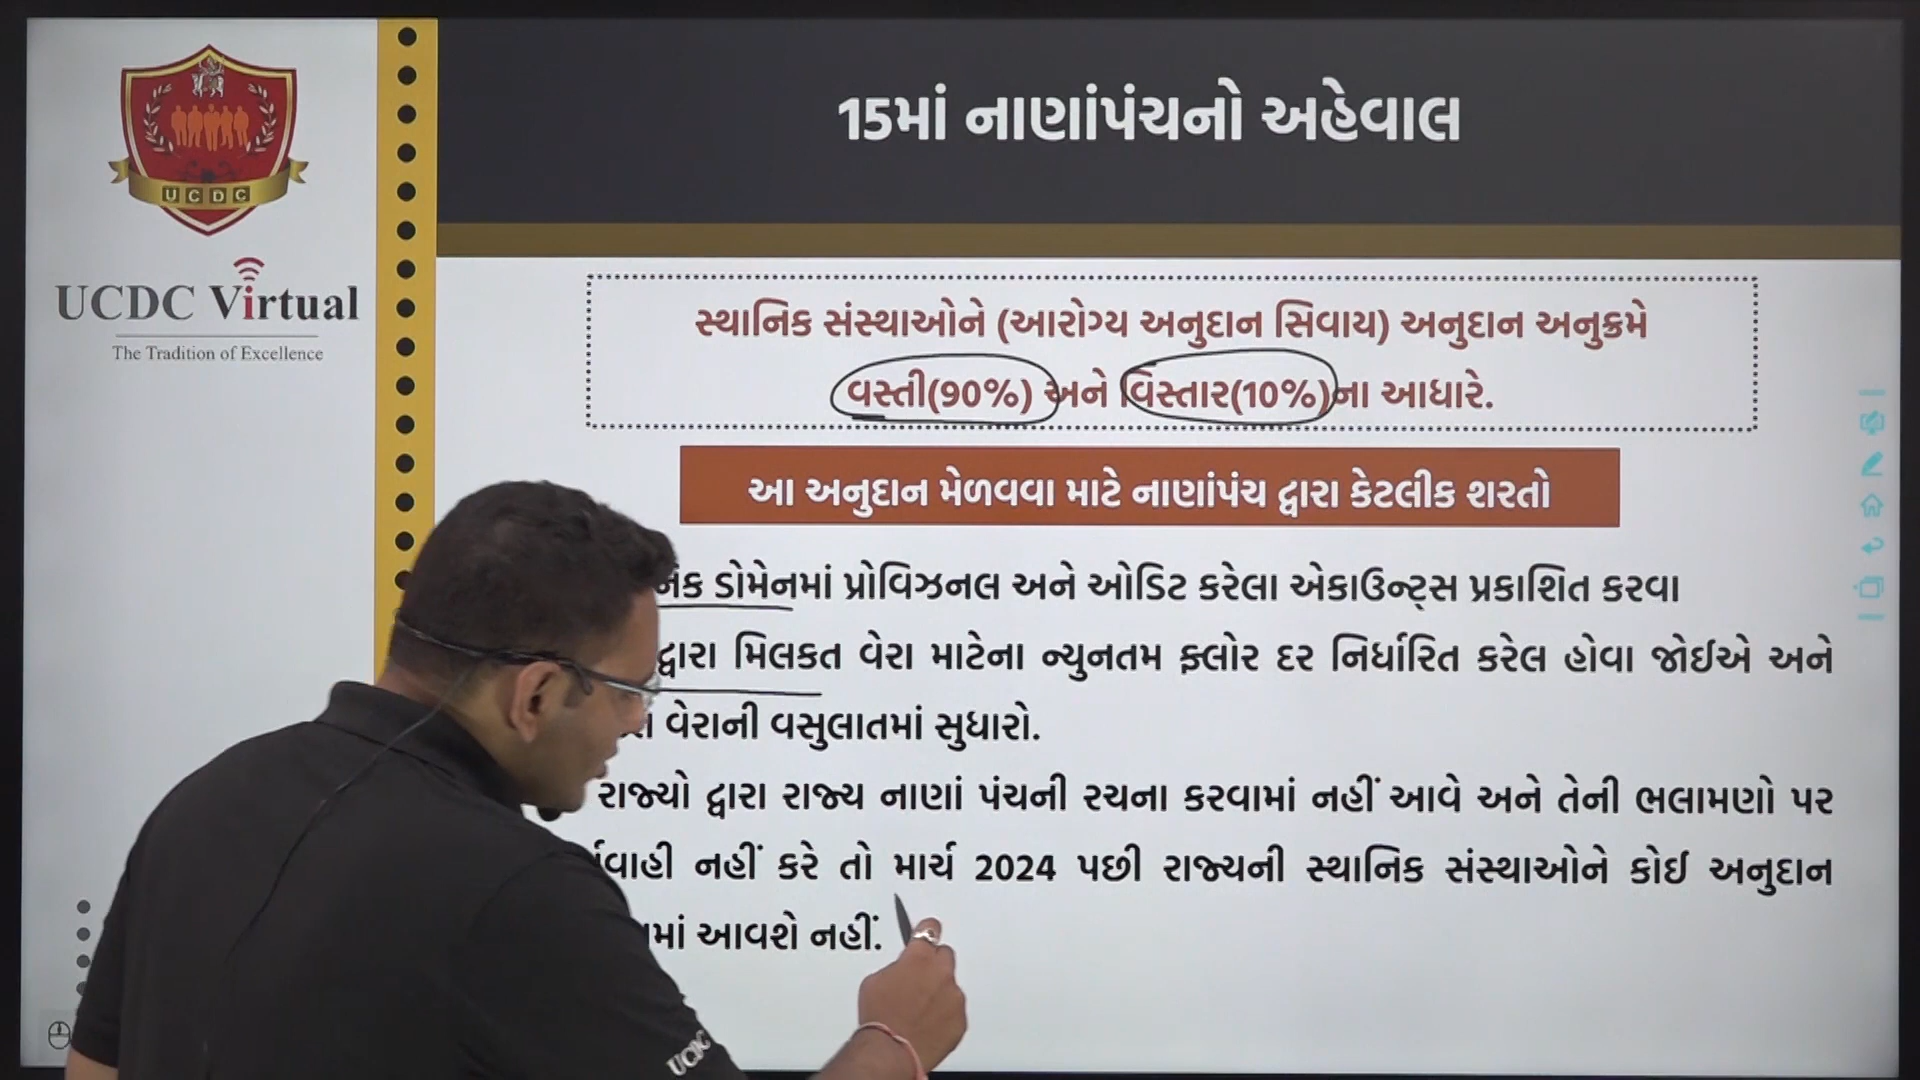 15માં નાણાંપંચનો અહેવાલ
UCDC
UCDC Virtual
The Tradition of Excellence
સ્થાનિક સંસ્થાઓને (આરોગ્ય અનુદાન સિવાય) અનુદાન અનુક્રમે
વસ્તી(90%) અને વિસ્તાર(10%)ના આધારે.
આ અનુદાન મેળવવા માટે નાણાંપંચ દ્વારા કેટલીક શરતો
ડોમેનમાં પ્રોવિઝનલ અને ઓડિટ કરેલા એકાઉન્ટ્સ પ્રકાશિત કરવા
દ્વારા મિલકત વેરા માટેના ન્યુનતમ ફ્લોર દર નિર્ધારિત કરેલ હોવા જોઈએ અને
વેરાની વસુલાતમાં સુધારો.
રાજ્યો દ્વારા રાજ્ય નાણાં પંચની રચના કરવામાં નહીં આવે અને તેની ભલામણો પર
નહીં કરે તો માર્ચ 2024 પછી રાજ્યની સ્થાનિક સંસ્થાઓને કોઈ અનુદાન
આવશે નહીં.
UCDC